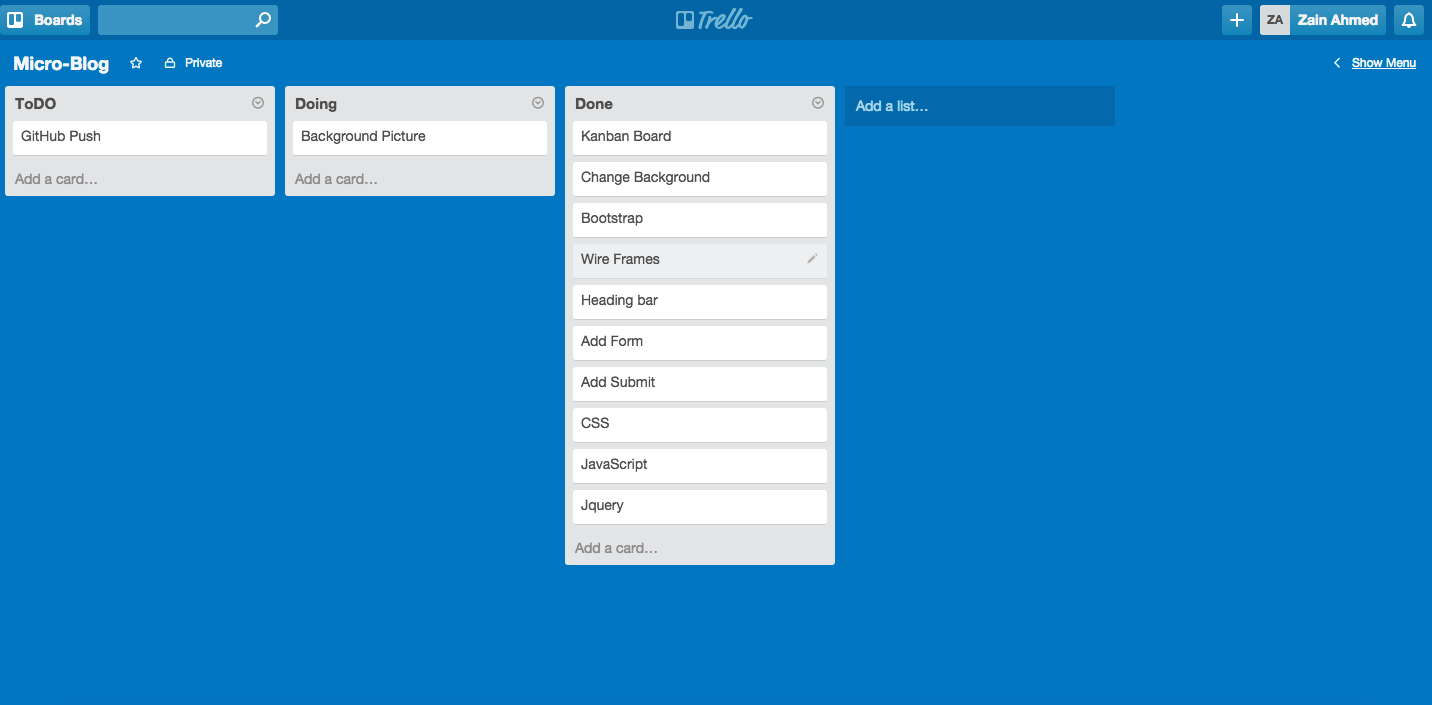 Boards
Trello
ZA Zain Ahmed
Micro-Blog
Private
Show Menu
ToDO
GitHub Push
Add a card…
Doing
Background Picture
Add a card…
Done
Kanban Board
Change Background
Bootstrap
Wire Frames
Heading bar
Add Form
Add Submit
CSS
JavaScript
Jquery
Add a card…
Add a list…